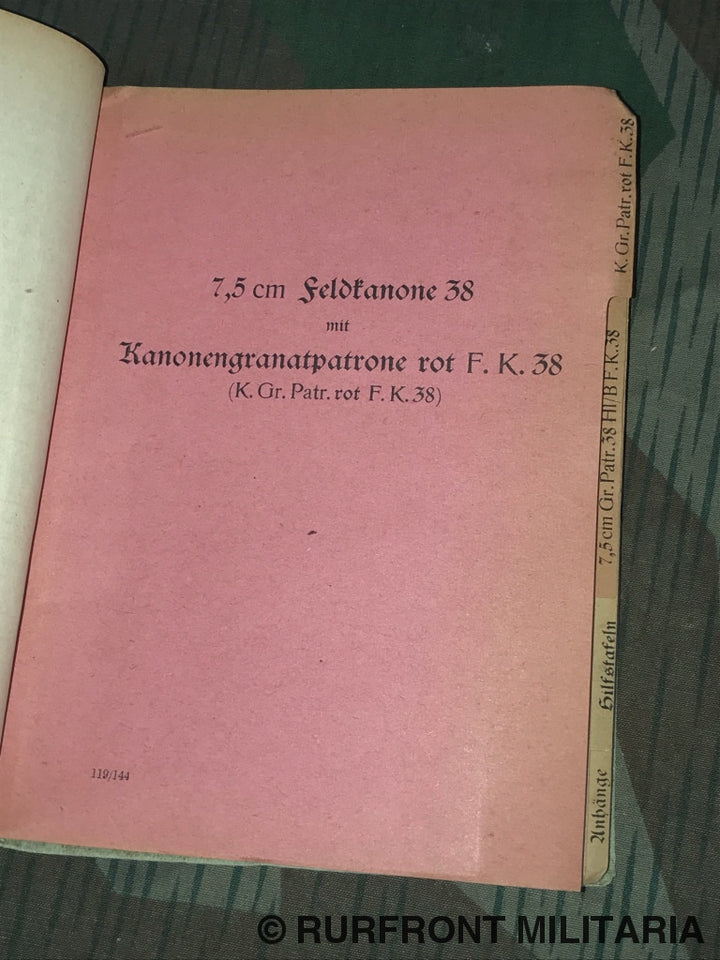 7,5 cm Feldkanone 38
mit
Kanonengranatpatrone rot F. K. 38
(K. Gr. Patr. rot F. K. 38)
119/144
K. Gr. Patr. rot F. K. 38
7,5 cm Gr. Patr. 38 Hl/B F. K. 38
Hilfstafeln
Anhänge
© RURFRONT MILITARIA